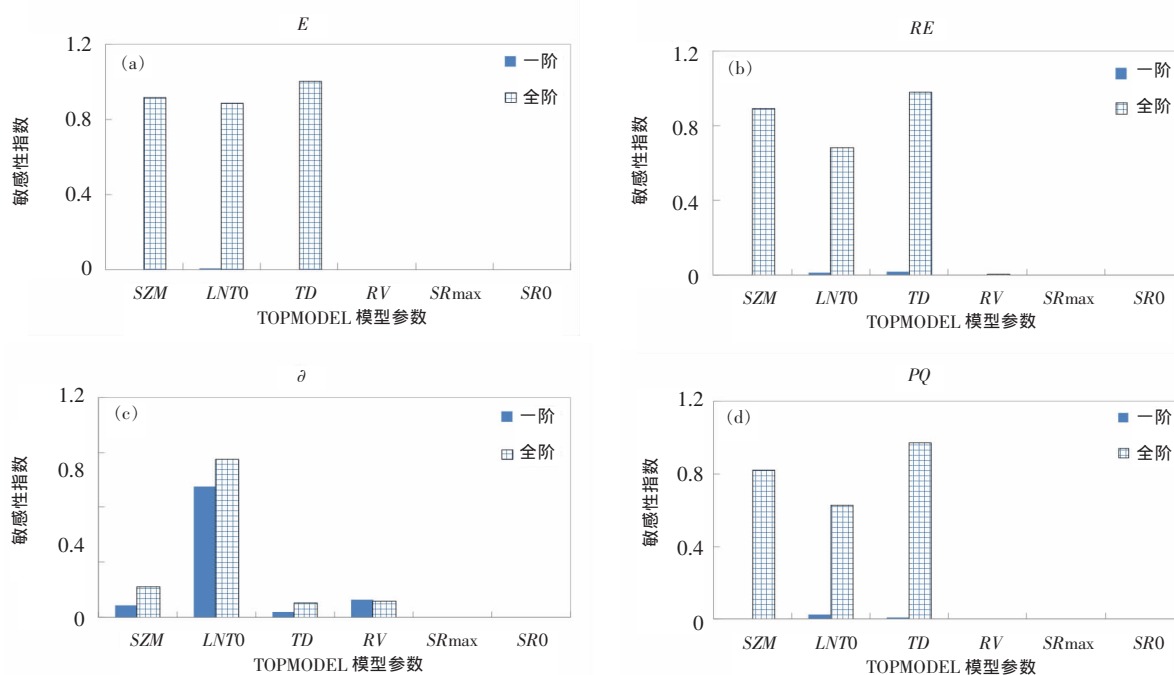 E
1.2
(a)
一阶
全阶
0.8
0.4
0
敏感性指数
SZM LNT0 TD RV SRmax SR0
TOPMODEL 模型参数
RE
1.2
(b)
一阶
全阶
0.8
0.4
0
敏感性指数
SZM LNT0 TD RV SRmax SR0
TOPMODEL 模型参数
∂
1.2
(c)
一阶
全阶
0.8
0.4
0
敏感性指数
SZM LNT0 TD RV SRmax SR0
TOPMODEL 模型参数
PQ
1.2
(d)
一阶
全阶
0.8
0.4
0
敏感性指数
SZM LNT0 TD RV SRmax SR0
TOPMODEL 模型参数